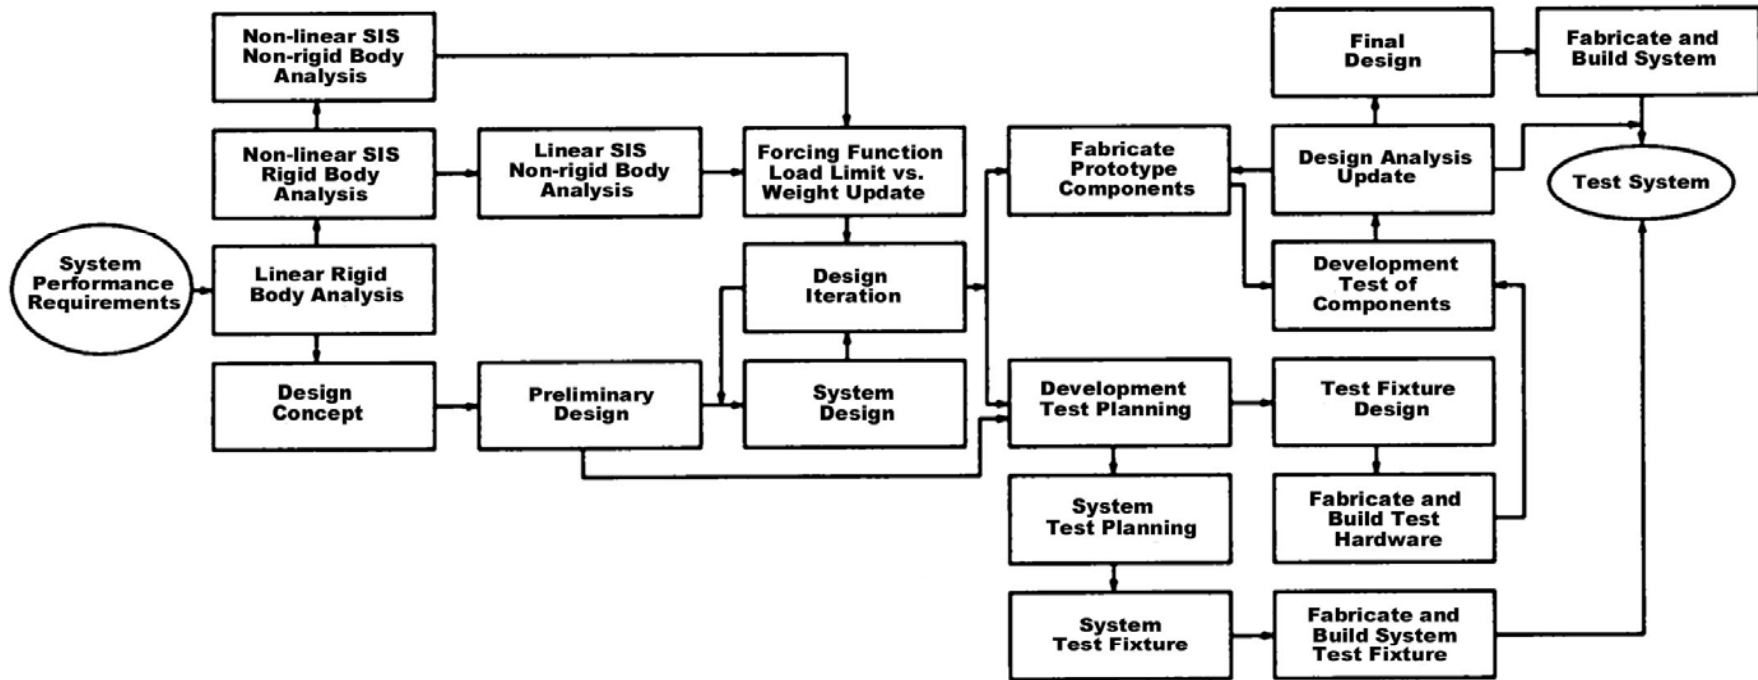 Non-linear SIS
Non-rigid Body
Analysis
Final
Design
Fabricate and
Build System
Non-linear SIS
Rigid Body
Analysis
Linear SIS
Non-rigid Body
Analysis
Forcing Function
Load Limit vs.
Weight Update
Fabricate
Prototype
Components
Design Analysis
Update
Test System
System
Performance
Requirements
Linear Rigid
Body Analysis
Design
Iteration
Development
Test of
Components
Design
Concept
Preliminary
Design
System
Design
Development
Test Planning
Test Fixture
Design
System
Test Planning
Fabricate and
Build Test
Hardware
System
Test Fixture
Fabricate and
Build System
Test Fixture